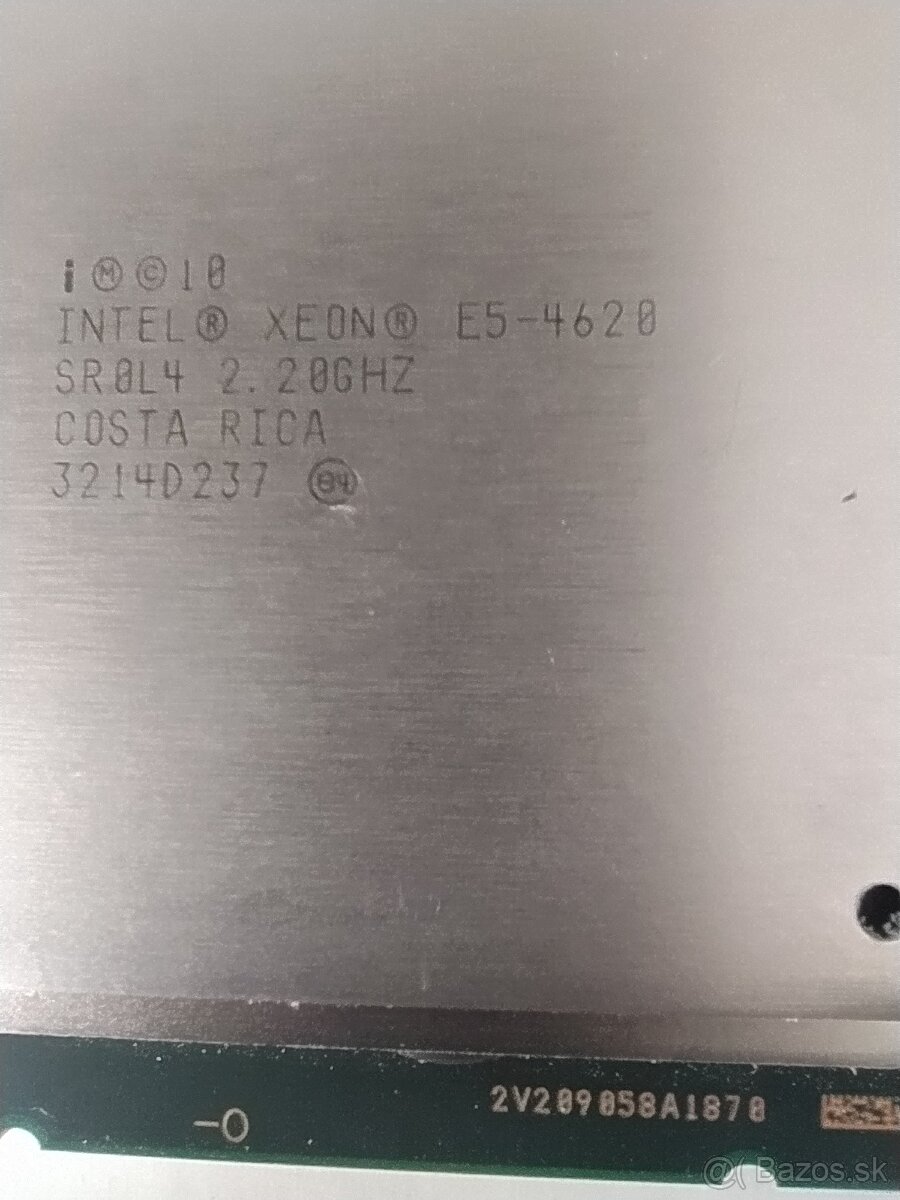 i Ⓜ © 10
INTEL® XEON® E5-4620
SR0L4 2.20GHZ
COSTA RICA
3214D237 e4
2V209058A1870
@( Bazos.sk